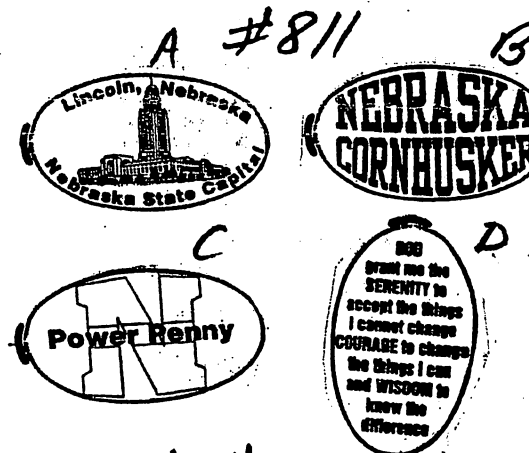 A
#811
B
Lincoln, Nebraska
Nebraska State Capital
NEBRASKA
CORNHUSKER
C
Power Penny
D
GOD
grant me the
SERENITY to
accept the things
I cannot change
COURAGE to change
the things I can
and WISDOM to
know the
difference